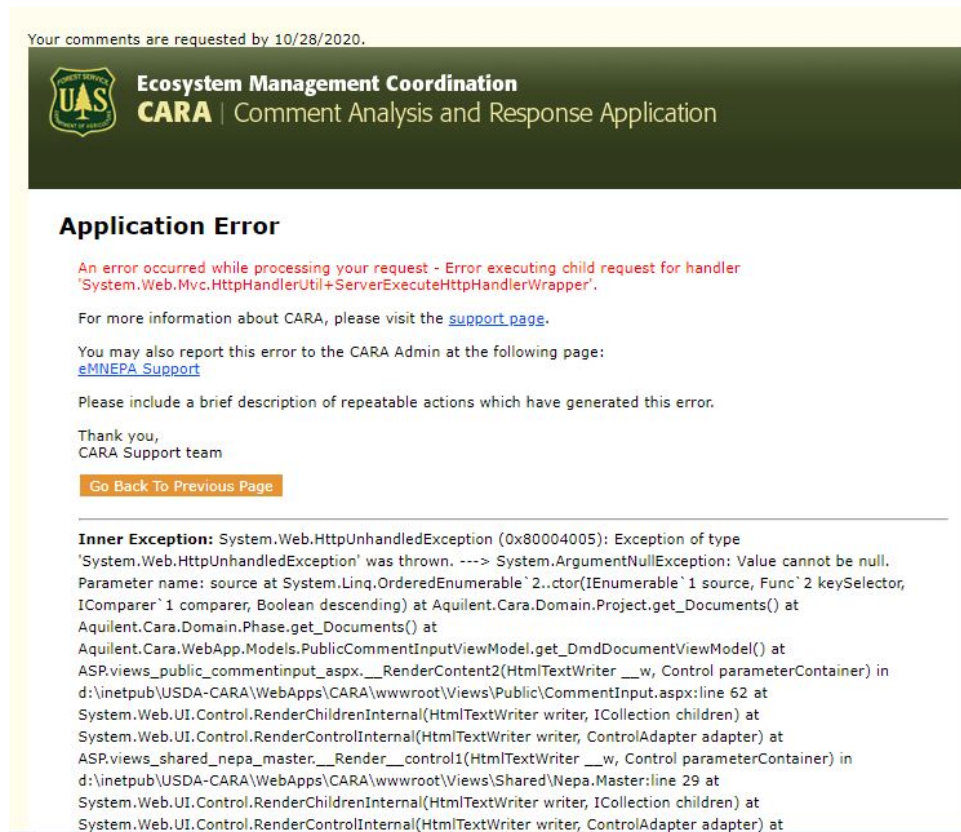 Your comments are requested by 10/28/2020.
FOREST SERVICE
UAS
DEPARTMENT OF AGRICULTURE
Ecosystem Management Coordination
CARA | Comment Analysis and Response Application
Application Error
An error occurred while processing your request - Error executing child request for handler
'System.Web.Mvc.HttpHandlerUtil+ServerExecuteHttpHandlerWrapper'.
For more information about CARA, please visit the support page.
You may also report this error to the CARA Admin at the following page:
eMNEPA Support
Please include a brief description of repeatable actions which have generated this error.
Thank you,
CARA Support team
Go Back To Previous Page
Inner Exception: System.Web.HttpUnhandledException (0x80004005): Exception of type
'System.Web.HttpUnhandledException' was thrown. ---> System.ArgumentNullException: Value cannot be null.
Parameter name: source at System.Linq.OrderedEnumerable`2..ctor(IEnumerable`1 source, Func`2 keySelector,
IComparer`1 comparer, Boolean descending) at Aquilent.Cara.Domain.Project.get_Documents() at
Aquilent.Cara.Domain.Phase.get_Documents() at
Aquilent.Cara.WebApp.Models.PublicCommentInputViewModel.get_DmdDocumentViewModel() at
ASP.views_public_commentinput_aspx.__RenderContent2(HtmlTextWriter __w, Control parameterContainer) in
d:\inetpub\USDA-CARA\WebApps\CARA\wwwroot\Views\Public\CommentInput.aspx:line 62 at
System.Web.UI.Control.RenderChildrenInternal(HtmlTextWriter writer, ICollection children) at
System.Web.UI.Control.RenderControlInternal(HtmlTextWriter writer, ControlAdapter adapter) at
ASP.views_shared_nepa_master.__Render__control1(HtmlTextWriter __w, Control parameterContainer) in
d:\inetpub\USDA-CARA\WebApps\CARA\wwwroot\Views\Shared\Nepa.Master:line 29 at
System.Web.UI.Control.RenderChildrenInternal(HtmlTextWriter writer, ICollection children) at
System.Web.UI.Control.RenderControlInternal(HtmlTextWriter writer, ControlAdapter adapter) at